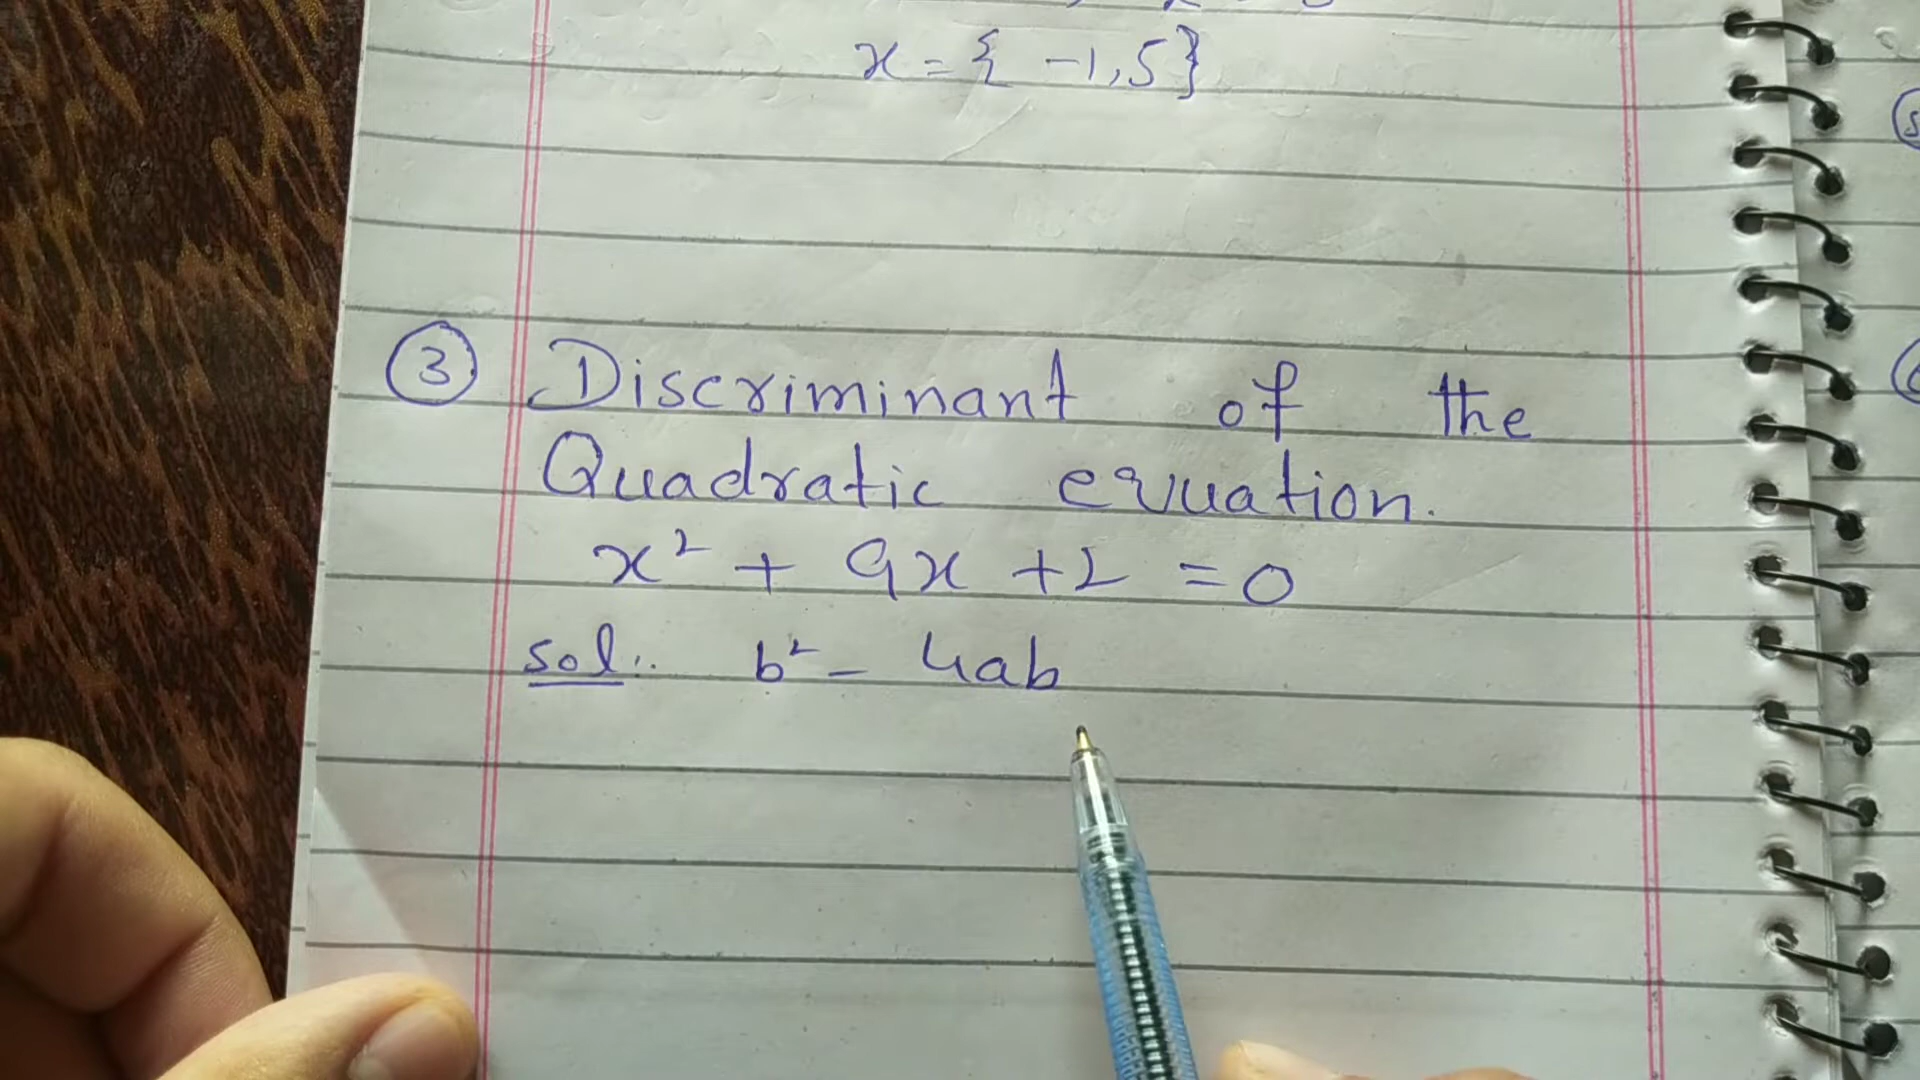 x = { -1, 5 }
③ Discriminant of the
Quadratic equation.
x² + 9x + 2 = 0
sol:. b² - 4ab